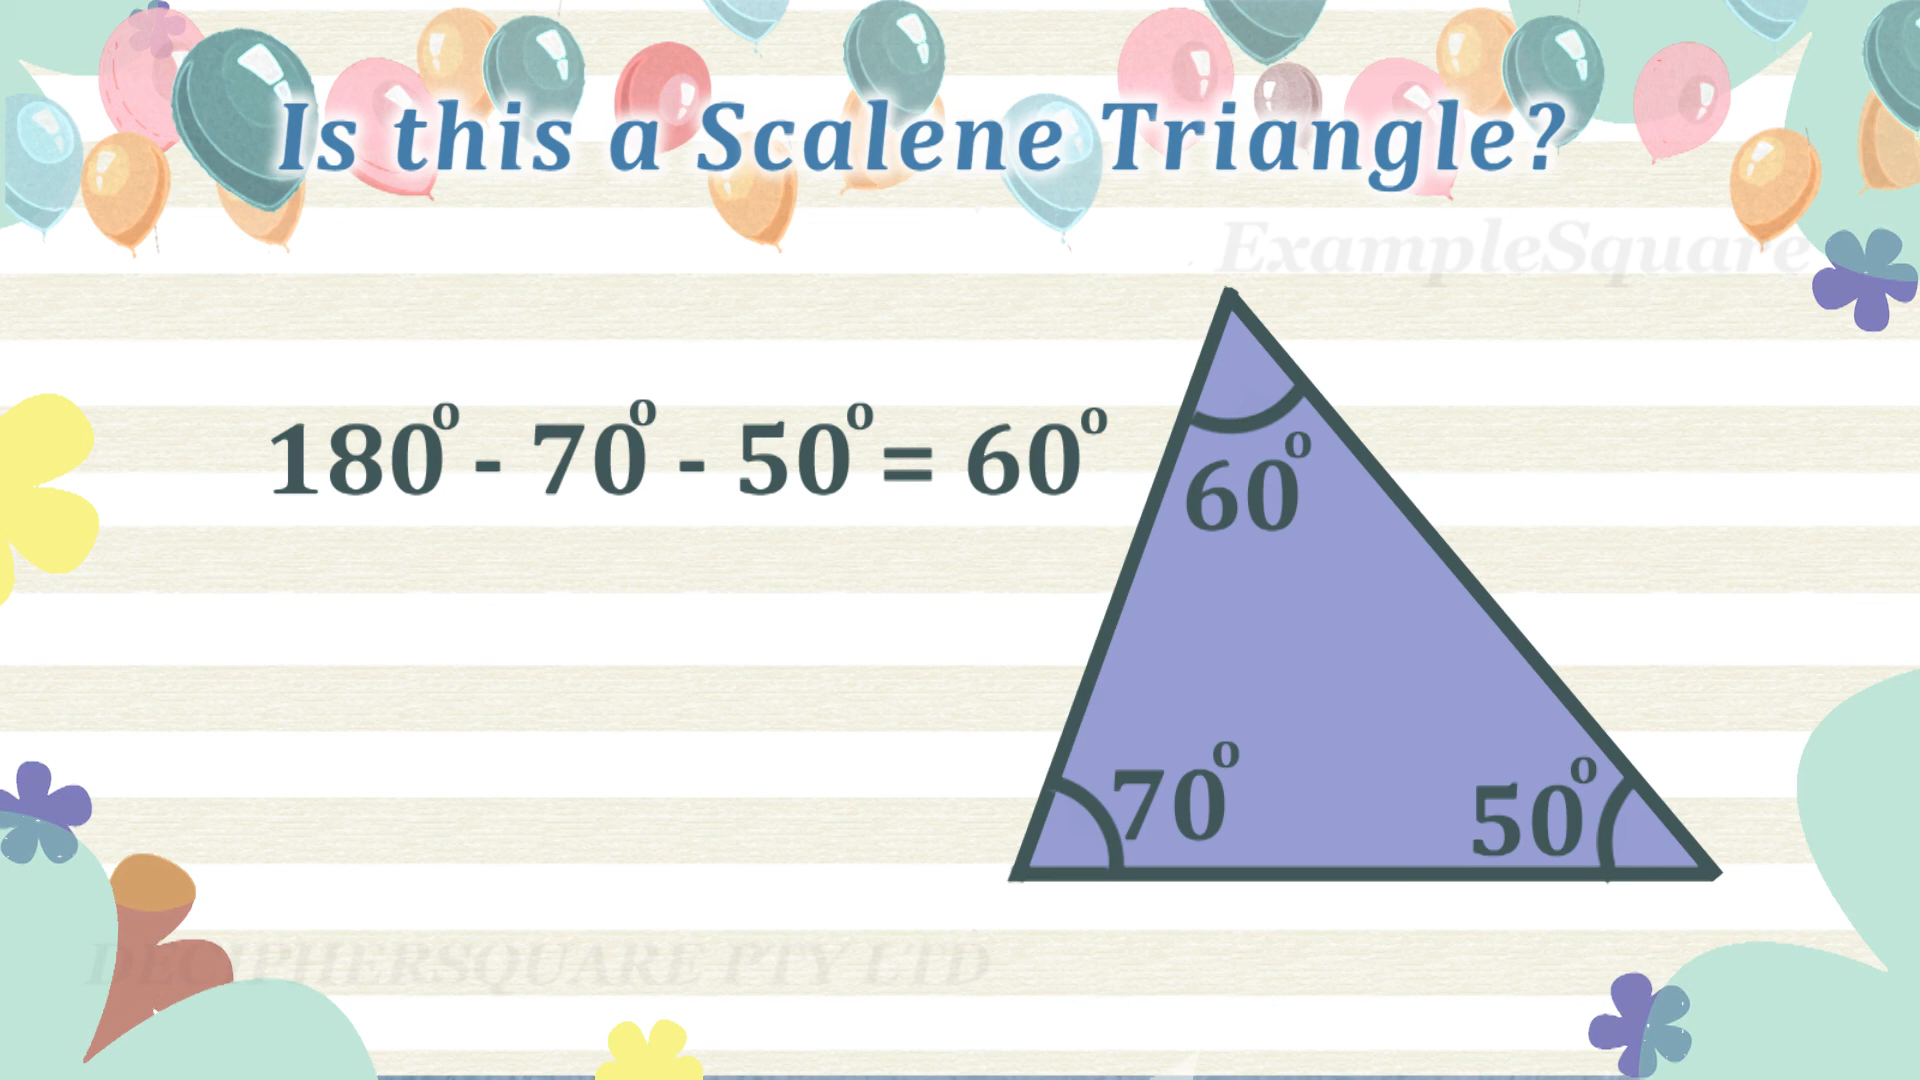 Is this a Scalene Triangle?
ExampleSquare
180° - 70° - 50° = 60°
60°
70°
50°
DECIPHERSQUARE PTY LTD